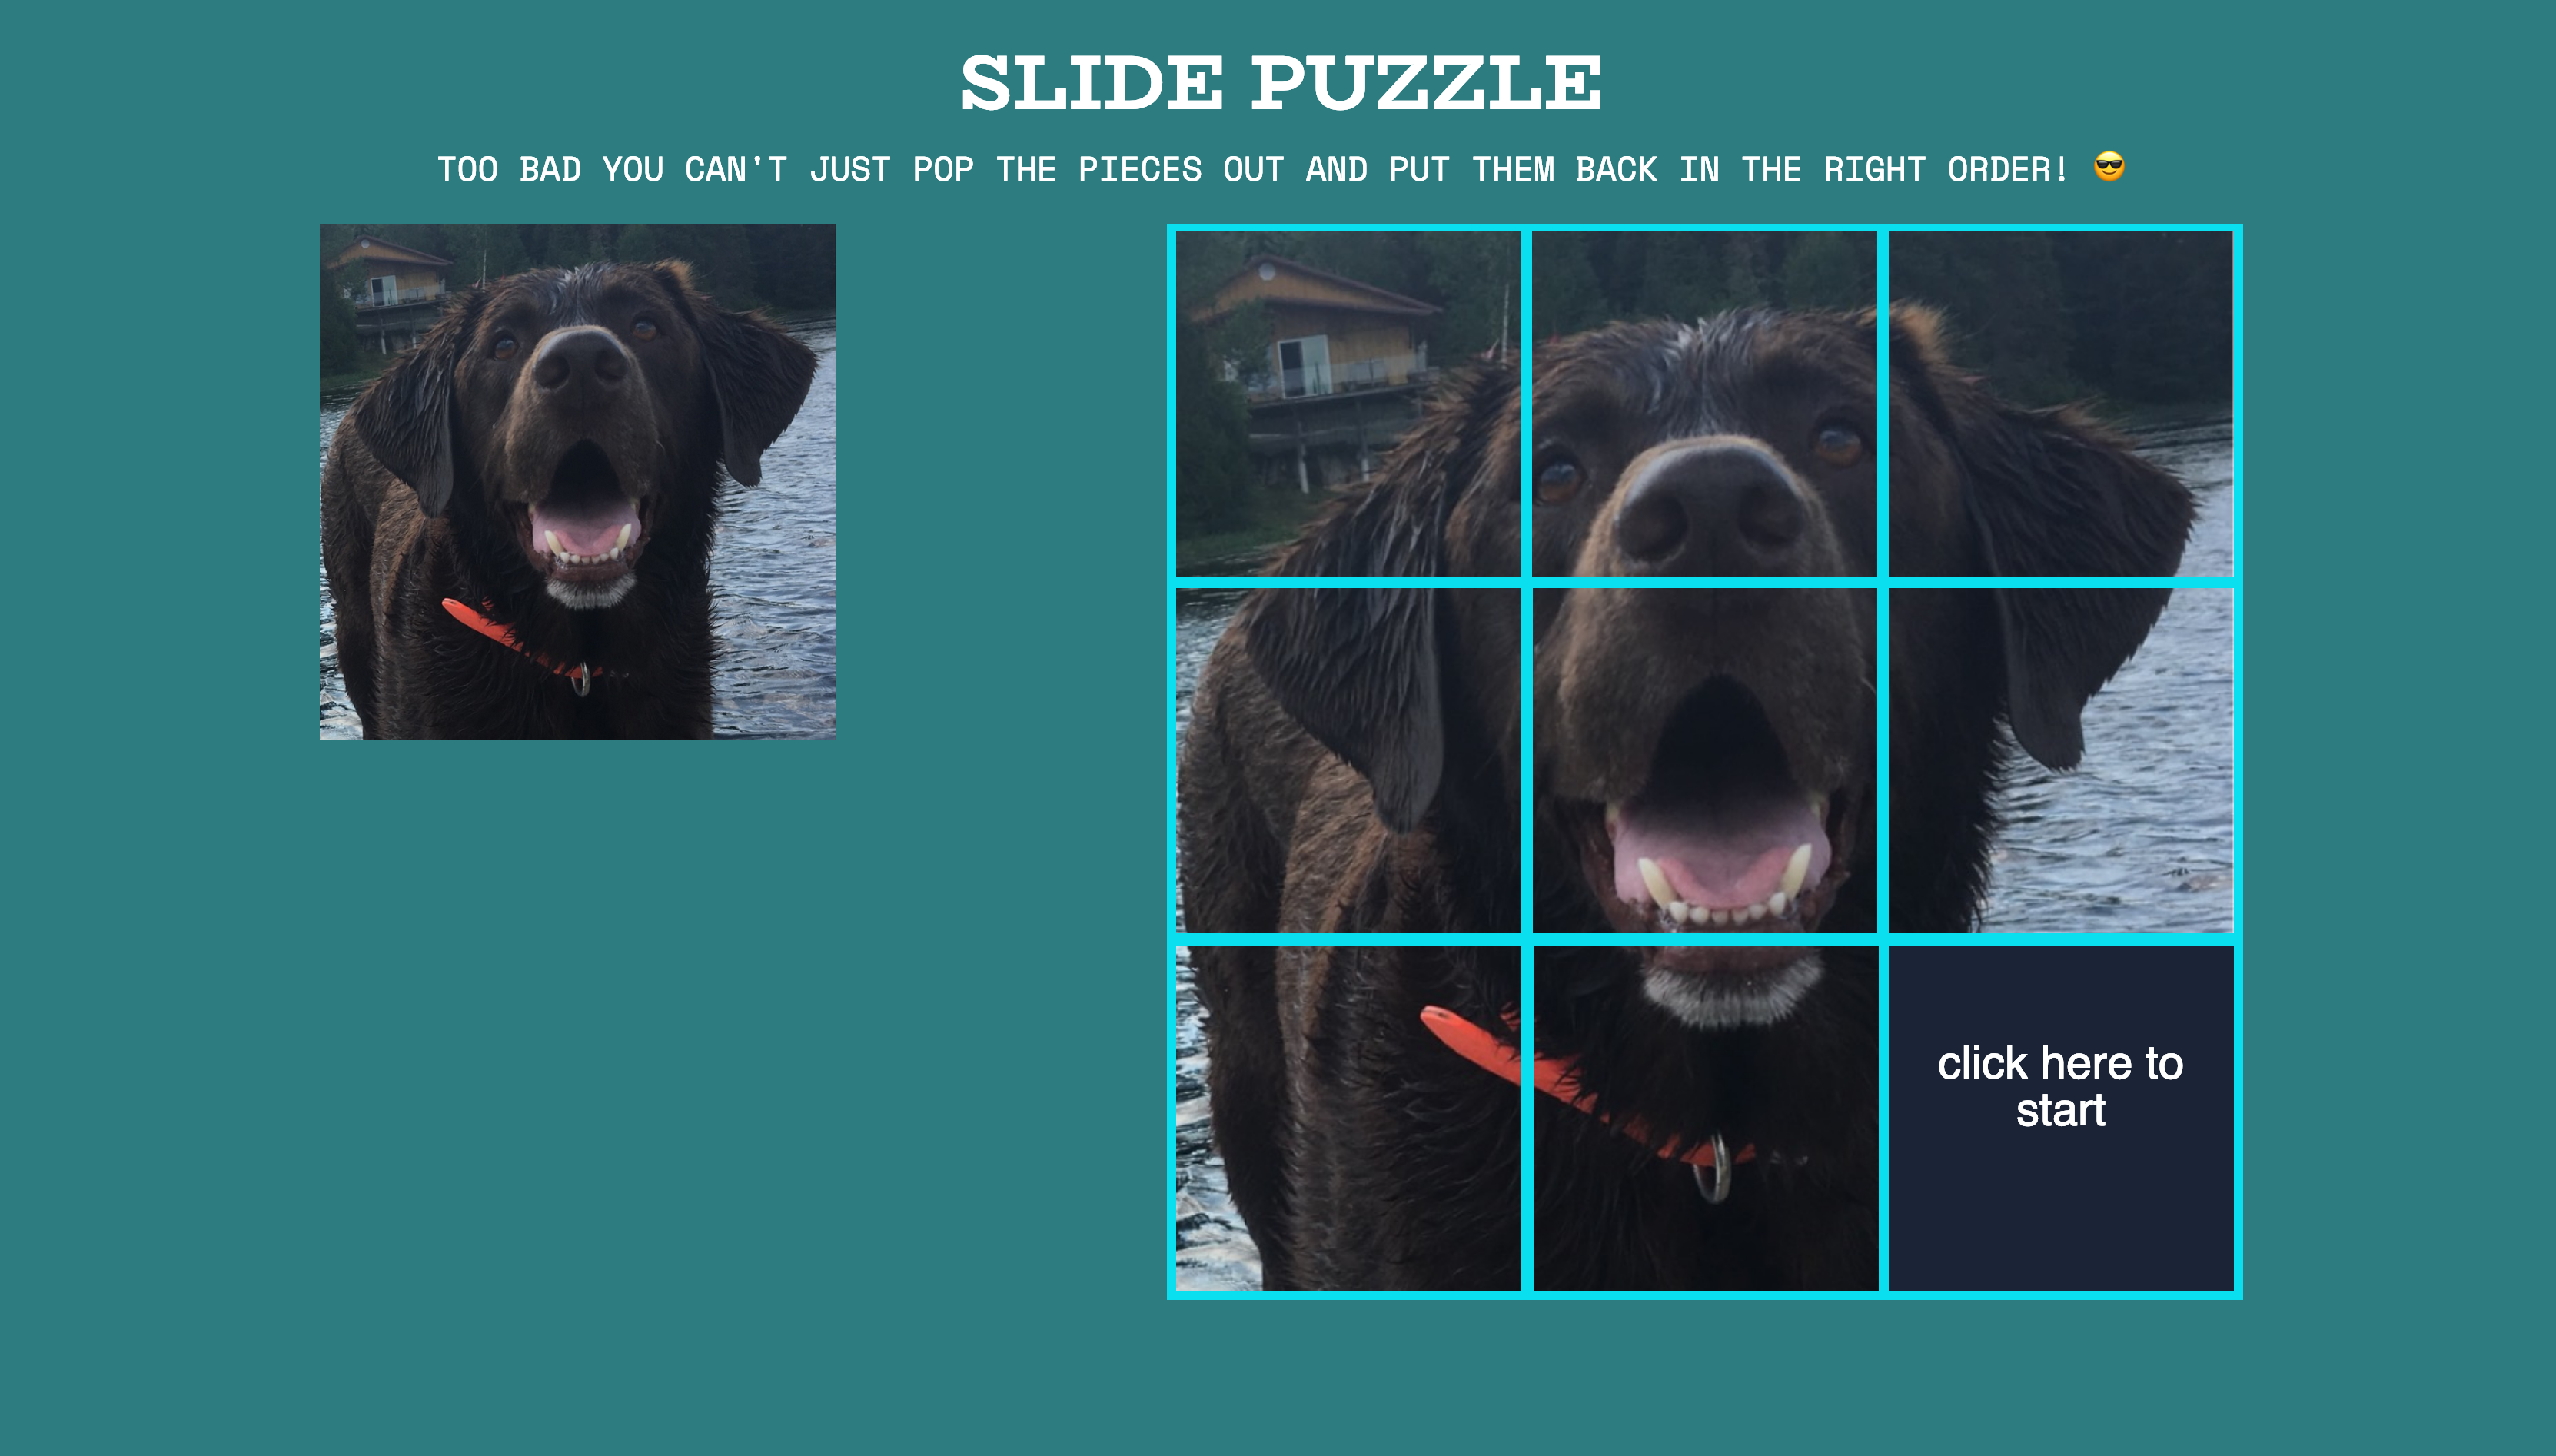 SLIDE PUZZLE
TOO BAD YOU CAN'T JUST POP THE PIECES OUT AND PUT THEM BACK IN THE RIGHT ORDER! 😎
click here to
start